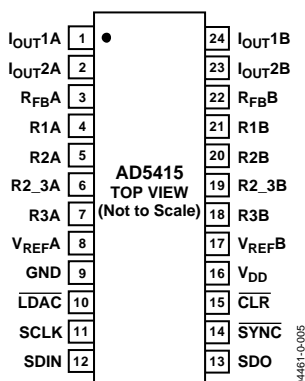 IOUT1A 1 24 IOUT1B
IOUT2A 2 23 IOUT2B
RFBA 3 22 RFBB
R1A 4 21 R1B
R2A 5 20 R2B
R2_3A 6 19 R2_3B
R3A 7 18 R3B
VREFA 8 17 VREFB
GND 9 16 VDD
LDAC 10 15 CLR
SCLK 11 14 SYNC
SDIN 12 13 SDO
AD5415
TOP VIEW
(Not to Scale)
04461-0-005